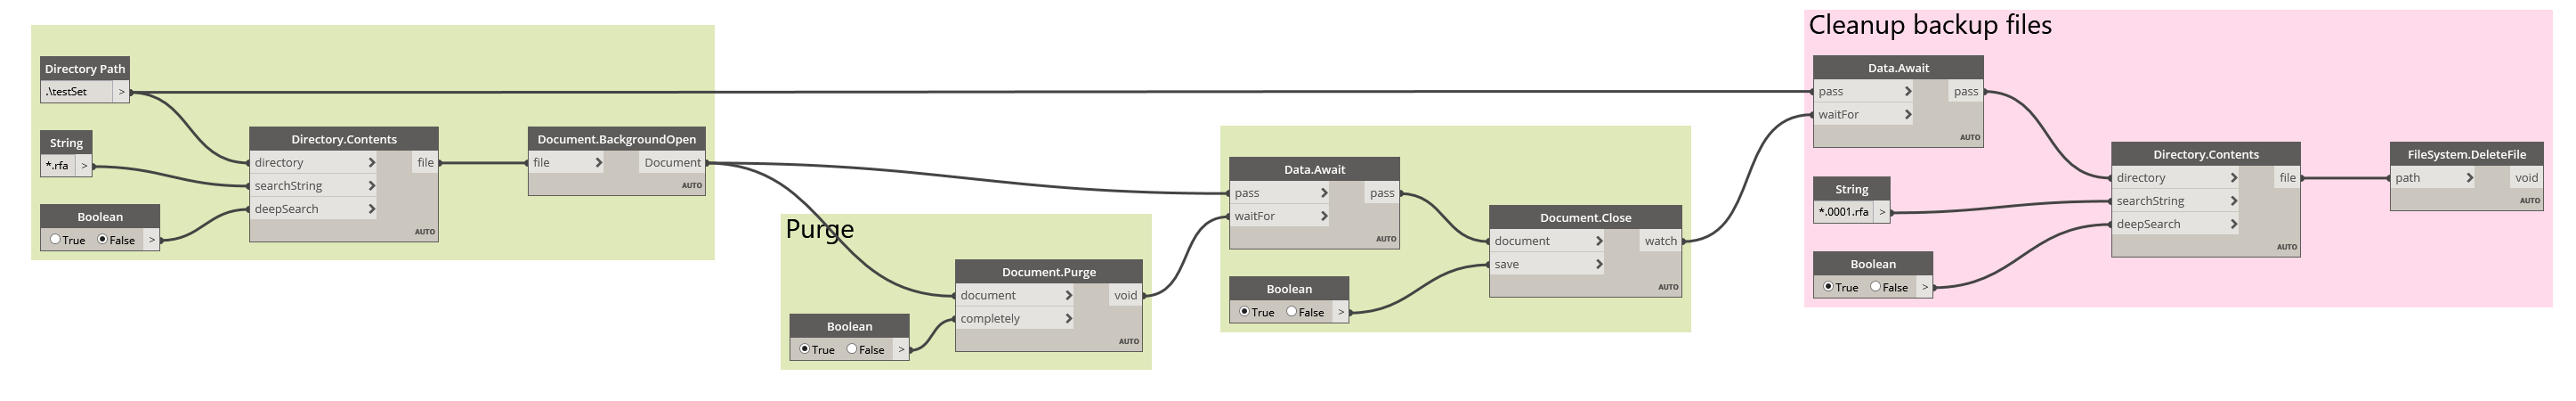 Directory Path
.\testSet >
String
*.rfa >
Boolean
True False >
Directory.Contents
directory > file
searchString >
deepSearch >
AUTO
Document.BackgroundOpen
file > Document
AUTO
Purge
Boolean
True False >
Document.Purge
document > void
completely >
AUTO
Data.Await
pass > pass
waitFor >
AUTO
Boolean
True False >
Document.Close
document > watch
save >
AUTO
Cleanup backup files
Data.Await
pass > pass
waitFor >
AUTO
String
*.0001.rfa >
Boolean
True False >
Directory.Contents
directory > file
searchString >
deepSearch >
AUTO
FileSystem.DeleteFile
path > void
AUTO